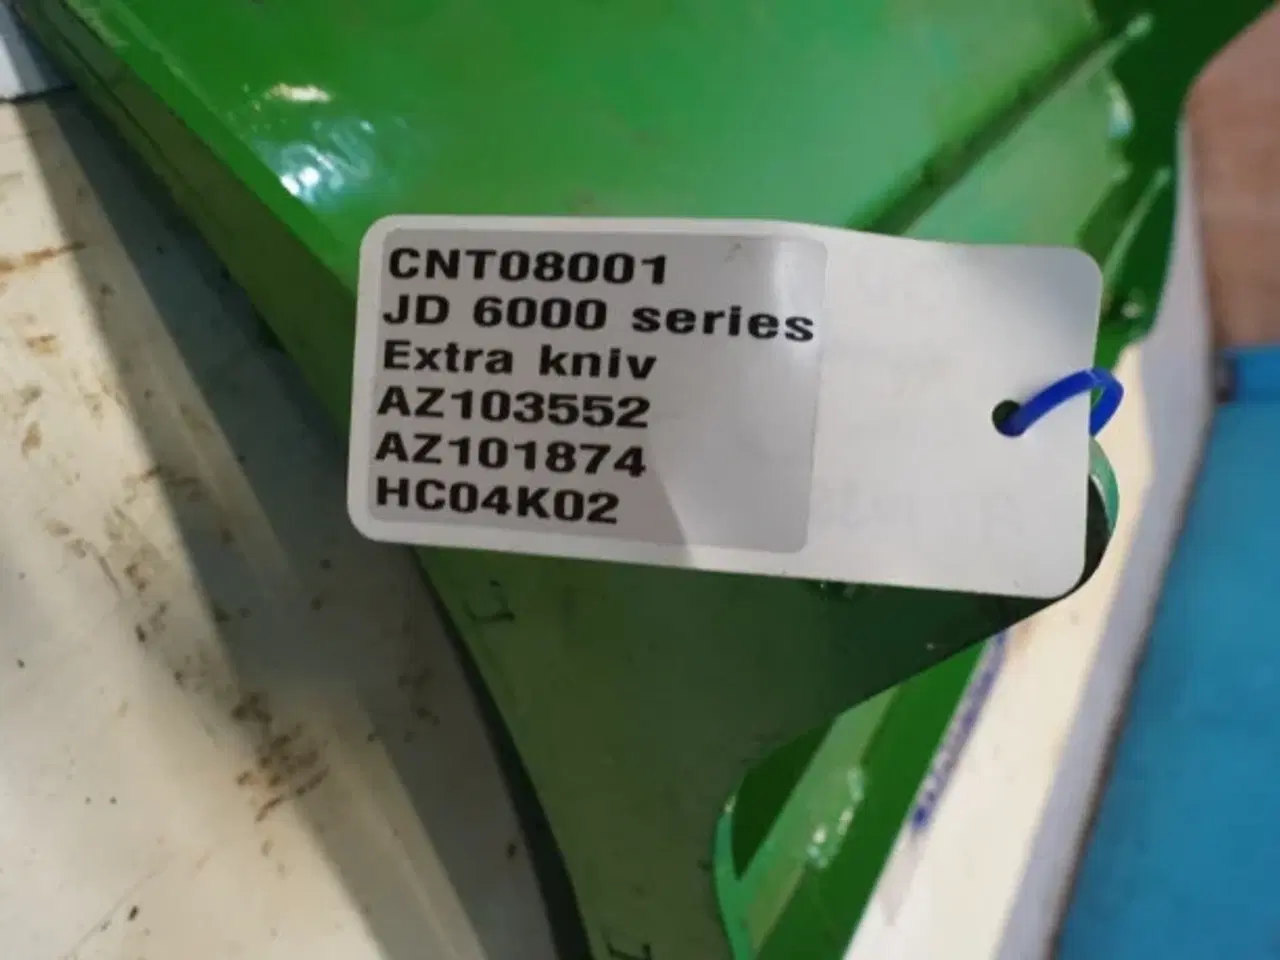 CNT08001
JD 6000 series
Extra kniv
AZ103552
AZ101874
HC04K02